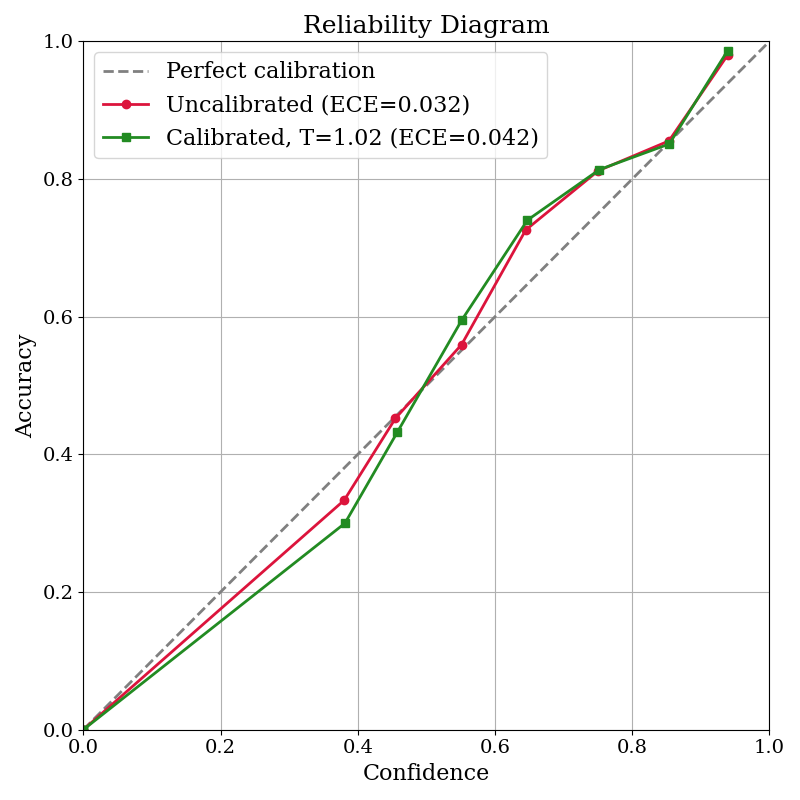 Reliability Diagram
1.0
Perfect calibration
Uncalibrated (ECE=0.032)
Calibrated, T=1.02 (ECE=0.042)
0.8
0.6
Accuracy
0.4
0.2
0.0
0.0 0.2 0.4 0.6 0.8 1.0
Confidence